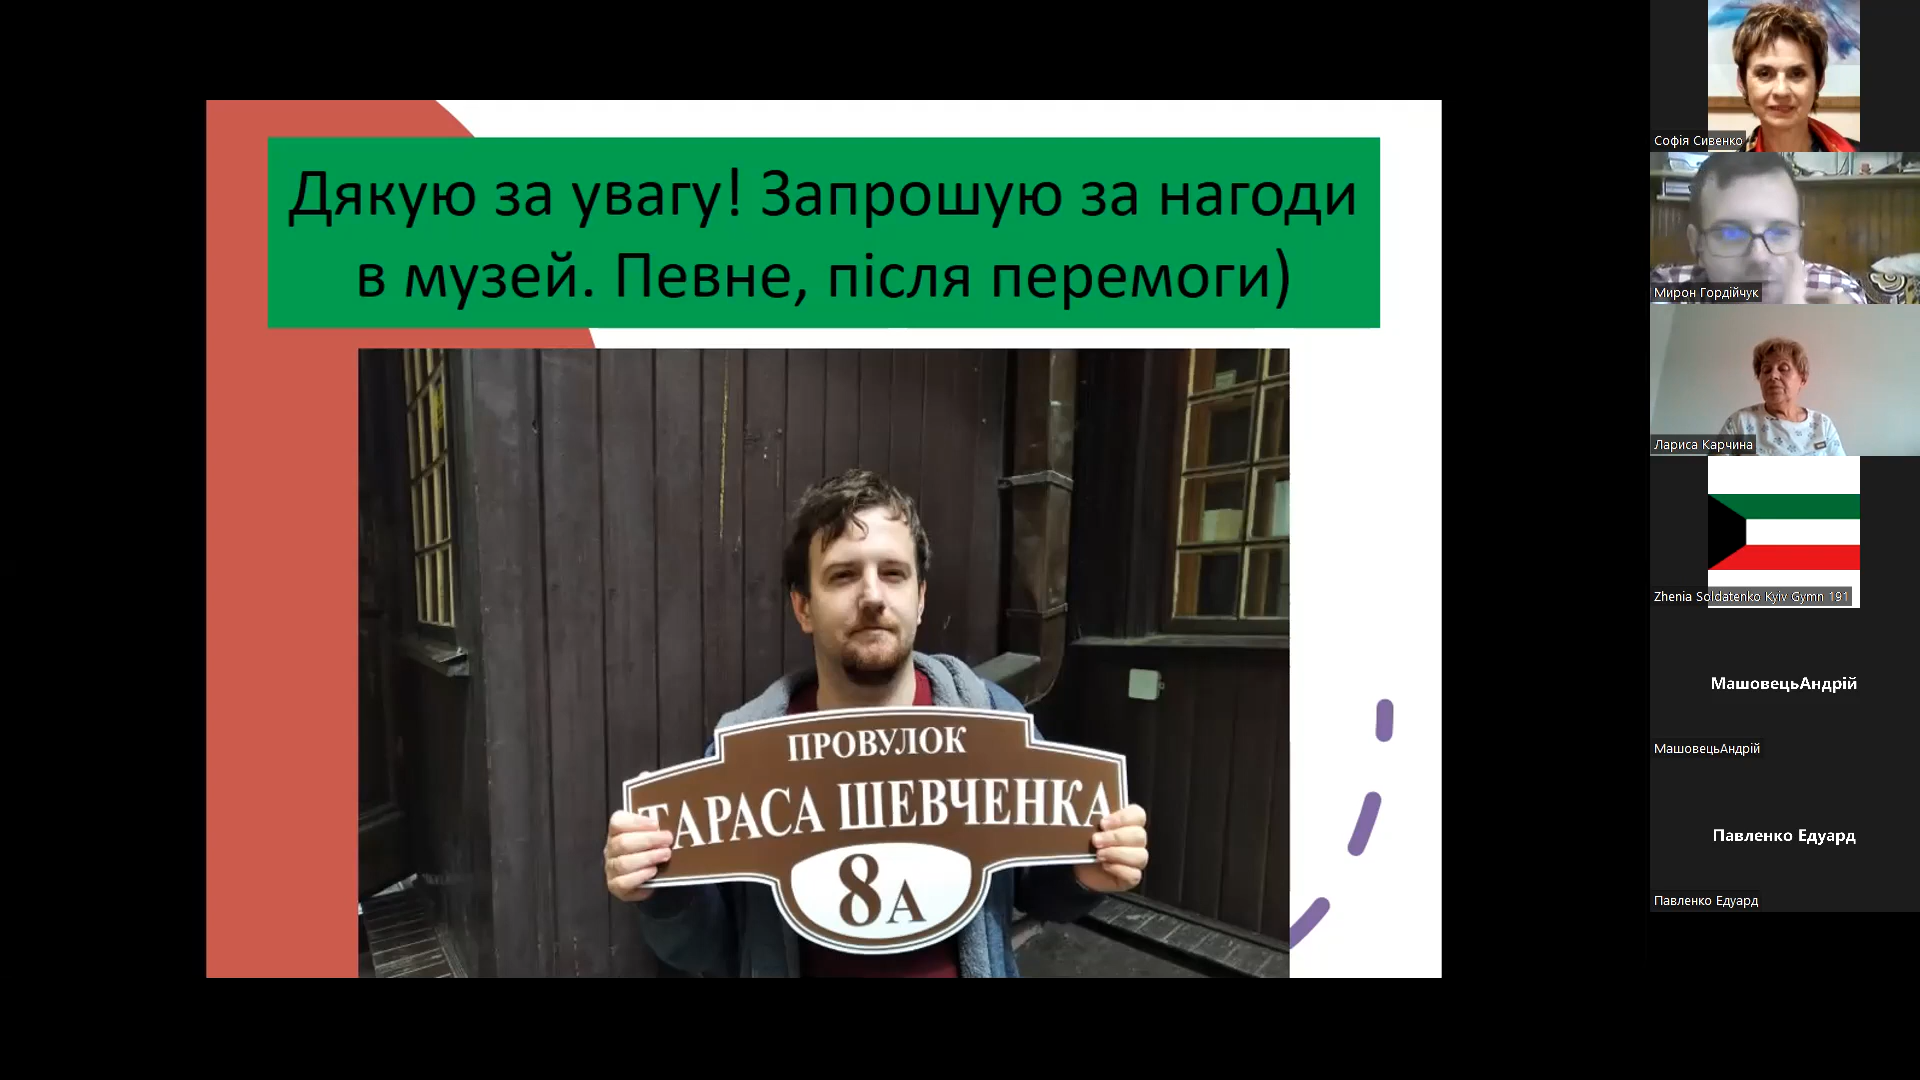 Дякую за увагу! Запрошую за нагоди
в музей. Певне, після перемоги)
ПРОВУЛОК
ТАРАСА ШЕВЧЕНКА
8А
Софія Сивенко
Мирон Гордійчук
Лариса Карчина
Zhenia Soldatenko Kyiv Gymn 191
МашовецьАндрій
МашовецьАндрій
Павленко Едуард
Павленко Едуард